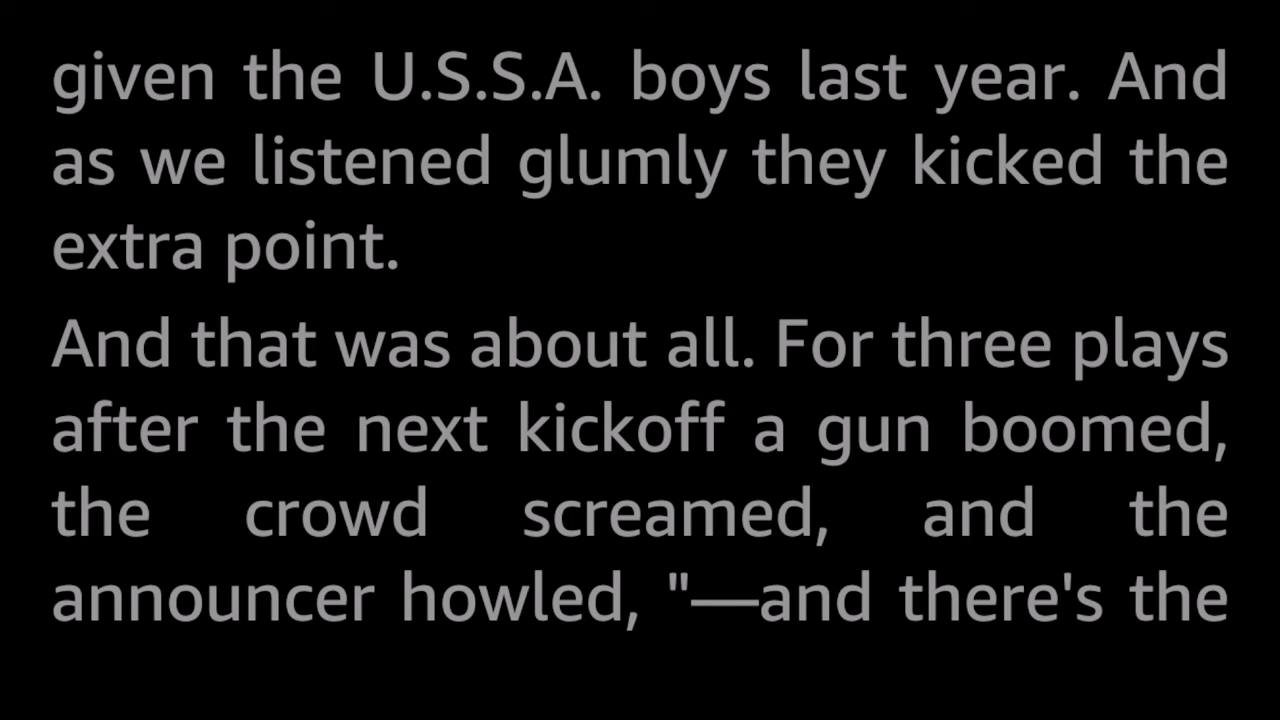 given the U.S.S.A. boys last year. And
as we listened glumly they kicked the
extra point.
And that was about all. For three plays
after the next kickoff a gun boomed,
the crowd screamed, and the
announcer howled, "—and there's the